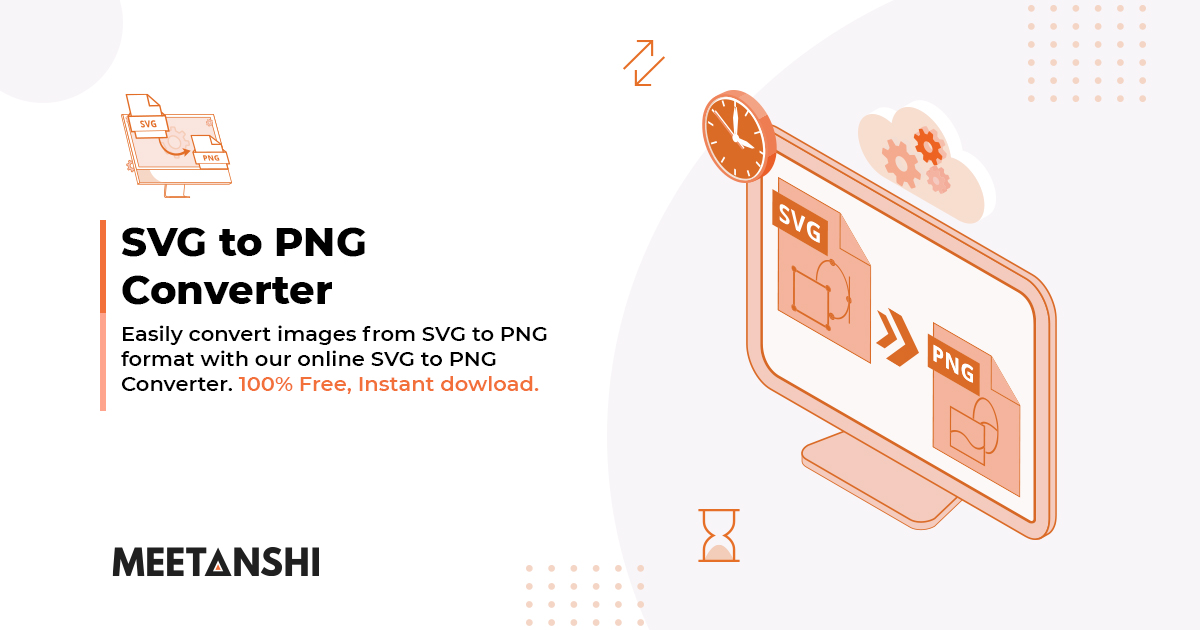 SVG
PNG
SVG to PNG
Converter
Easily convert images from SVG to PNG
format with our online SVG to PNG
Converter. 100% Free, Instant dowload.
MEETANSHI
SVG
PNG